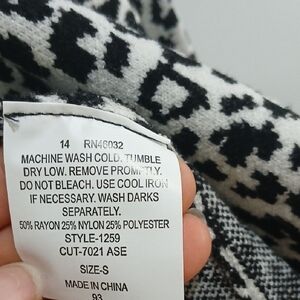 14 RN46032
MACHINE WASH COLD. TUMBLE
DRY LOW. REMOVE PROMPTLY.
DO NOT BLEACH. USE COOL IRON
IF NECESSARY. WASH DARKS
SEPARATELY.
50% RAYON 25% NYLON 25% POLYESTER
STYLE-1259
CUT-7021 ASE
SIZE-S
MADE IN CHINA
93